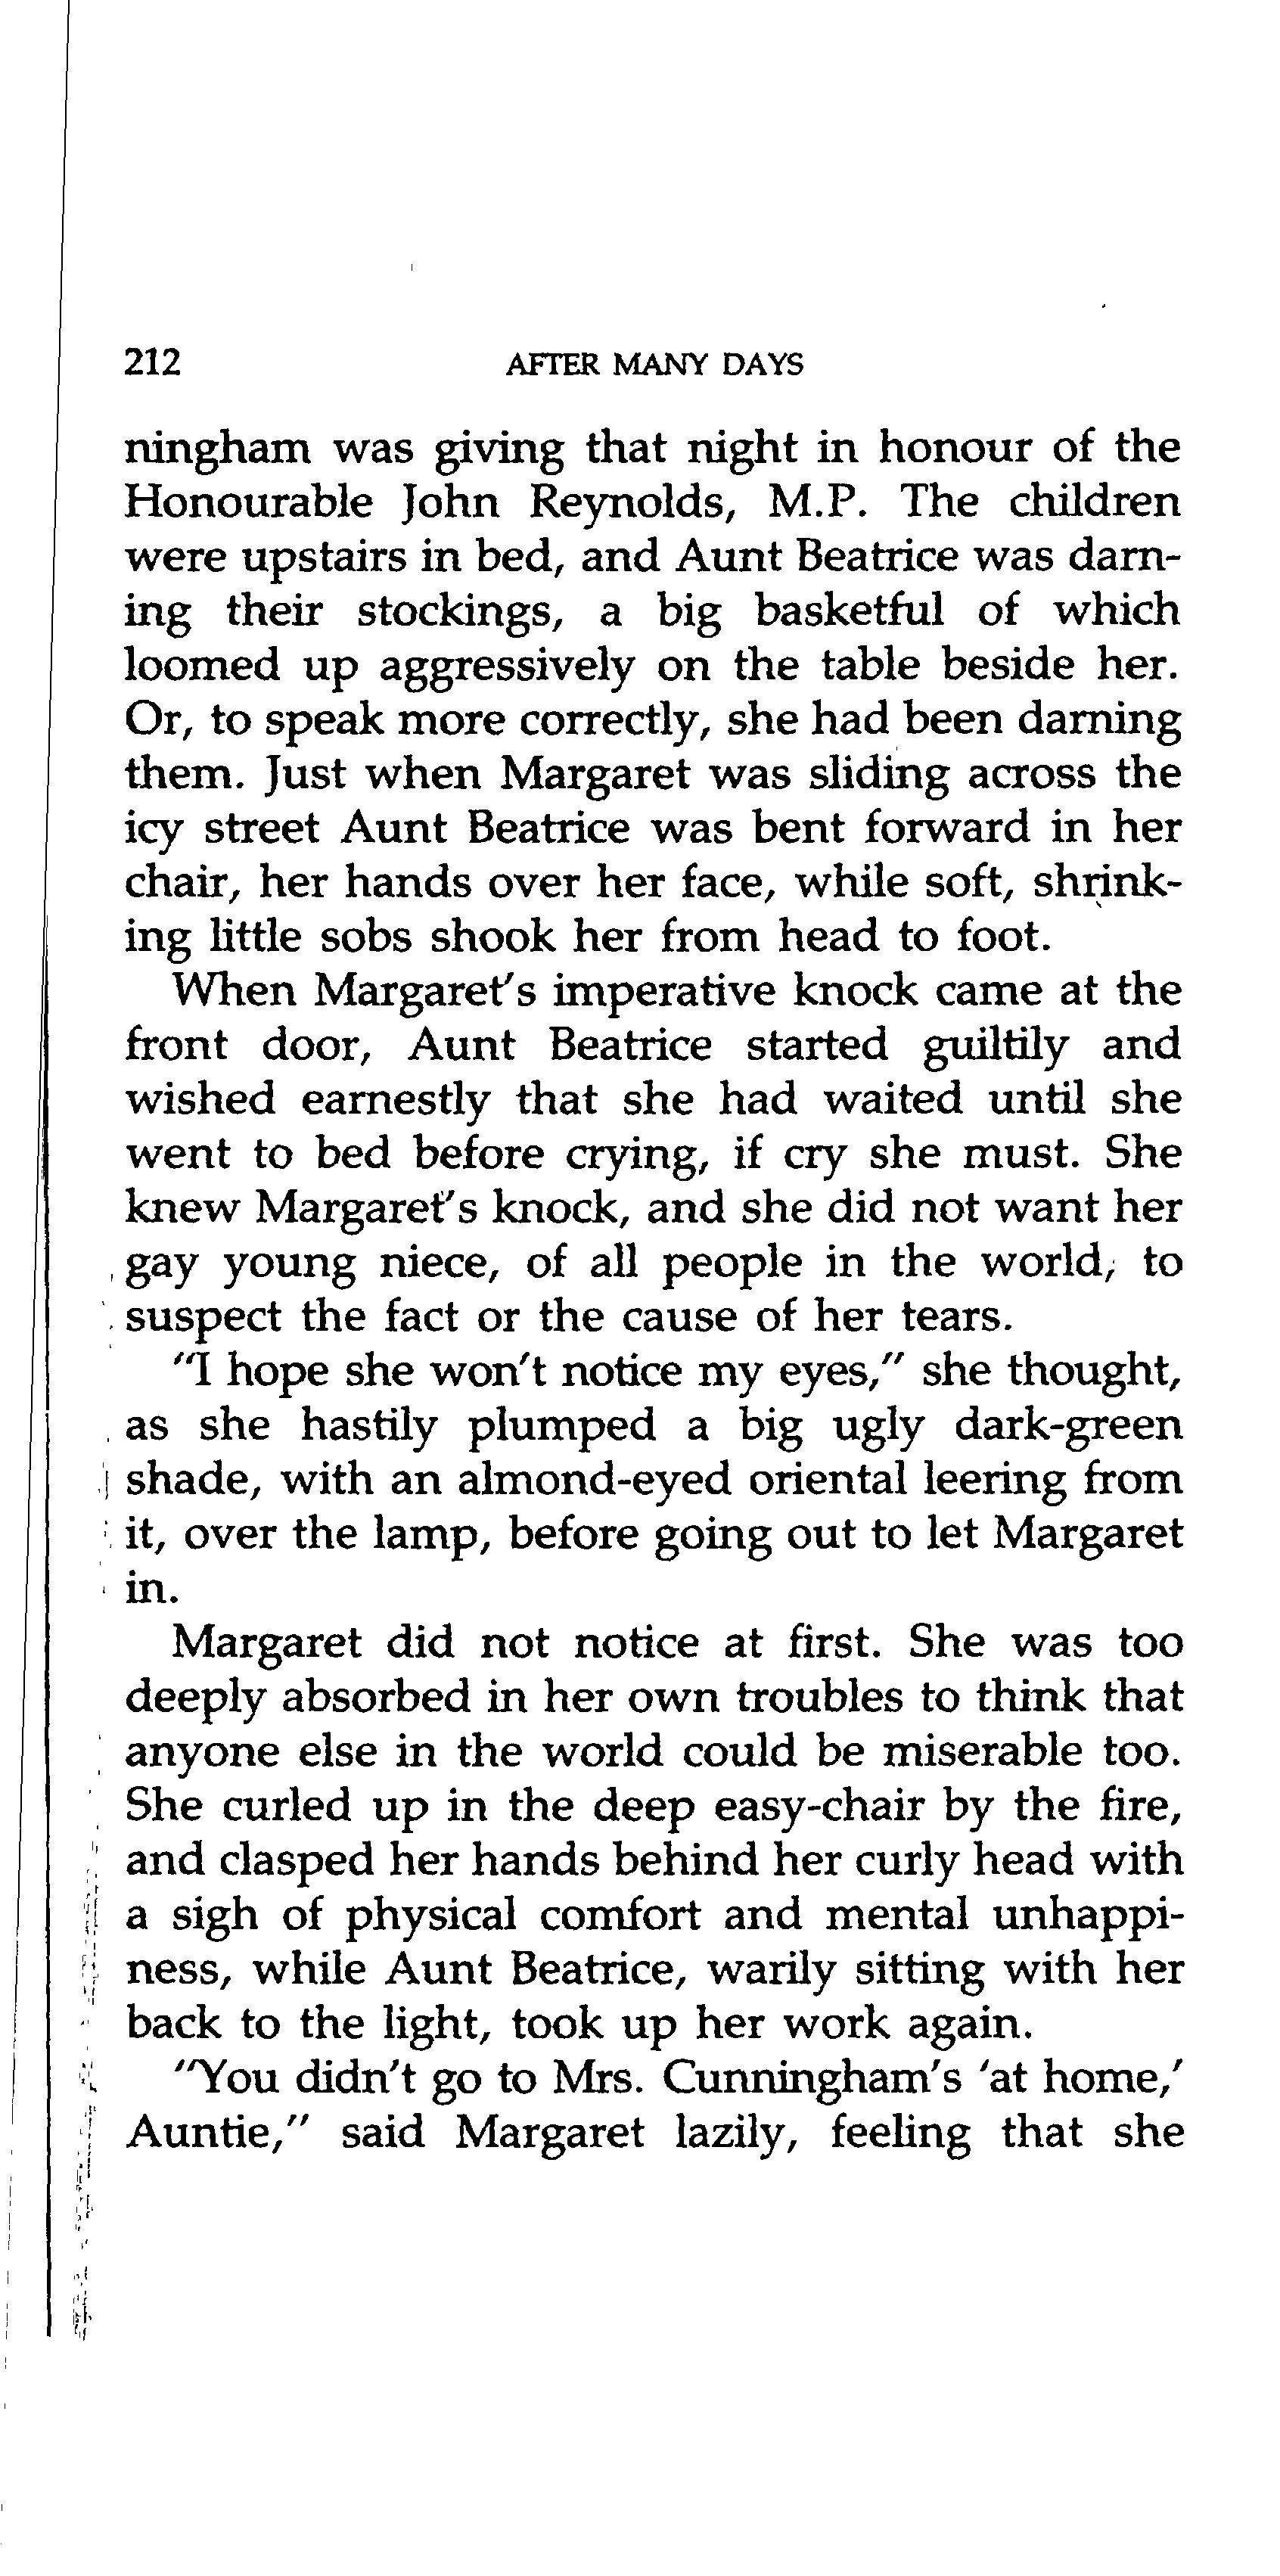 212 AFTER MANY DAYS
ningham was giving that night in honour of the
Honourable John Reynolds, M.P. The children
were upstairs in bed, and Aunt Beatrice was darn-
ing their stockings, a big basketful of which
loomed up aggressively on the table beside her.
Or, to speak more correctly, she had been darning
them. Just when Margaret was sliding across the
icy street Aunt Beatrice was bent forward in her
chair, her hands over her face, while soft, shrink-
ing little sobs shook her from head to foot.
When Margaret's imperative knock came at the
front door, Aunt Beatrice started guiltily and
wished earnestly that she had waited until she
went to bed before crying, if cry she must. She
knew Margaret's knock, and she did not want her
gay young niece, of all people in the world, to
suspect the fact or the cause of her tears.
"I hope she won't notice my eyes," she thought,
as she hastily plumped a big ugly dark-green
shade, with an almond-eyed oriental leering from
it, over the lamp, before going out to let Margaret
in.
Margaret did not notice at first. She was too
deeply absorbed in her own troubles to think that
anyone else in the world could be miserable too.
She curled up in the deep easy-chair by the fire,
and clasped her hands behind her curly head with
a sigh of physical comfort and mental unhappi-
ness, while Aunt Beatrice, warily sitting with her
back to the light, took up her work again.
"You didn't go to Mrs. Cunningham's 'at home,'
Auntie," said Margaret lazily, feeling that she